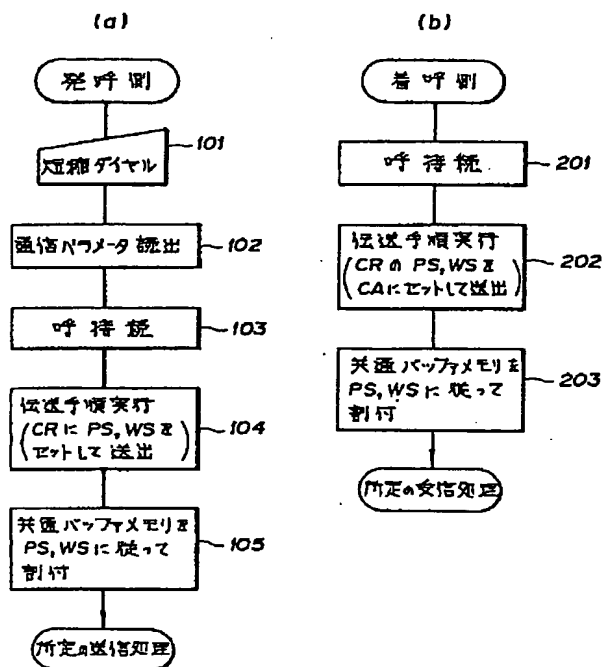 (a)
発呼側
短縮ダイヤル
101
通信パラメータ読出
102
呼接続
103
伝送手順実行
(CRに PS,WSを
セットして送出)
104
共通バッファメモリを
PS,WSに従って
割付
105
所定の送信処理
(b)
着呼側
呼接続
201
伝送手順実行
(CRの PS,WSを
CAにセットして送出)
202
共通バッファメモリを
PS,WSに従って
割付
203
所定の受信処理